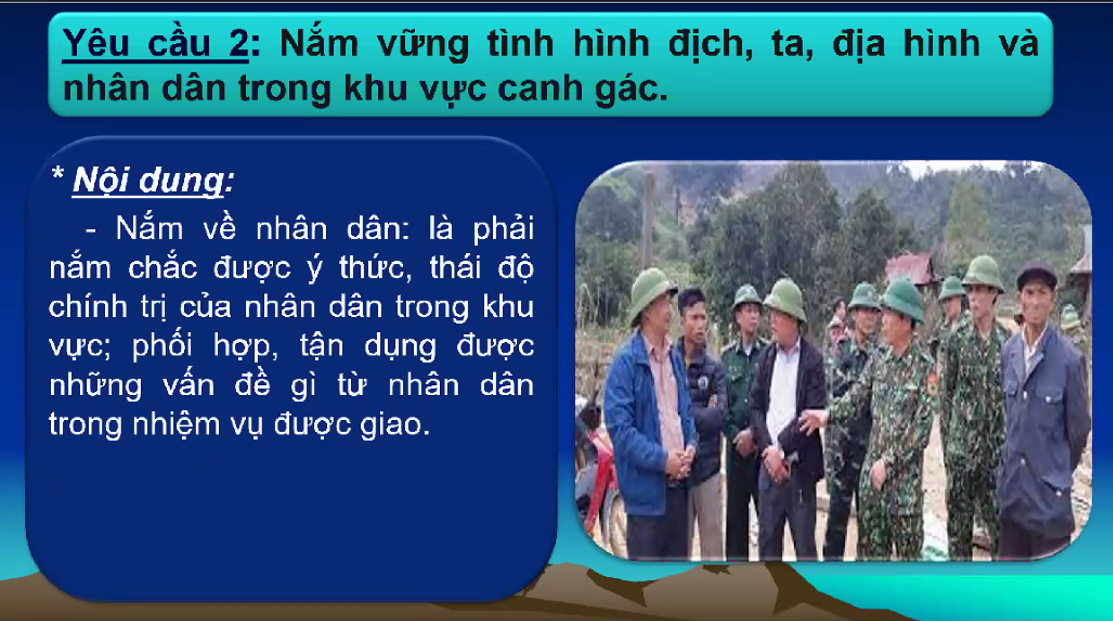 Yêu cầu 2: Nắm vững tình hình địch, ta, địa hình và
nhân dân trong khu vực canh gác.
* Nội dung:
- Nắm về nhân dân: là phải
nắm chắc được ý thức, thái độ
chính trị của nhân dân trong khu
vực; phối hợp, tận dụng được
những vấn đề gì từ nhân dân
trong nhiệm vụ được giao.